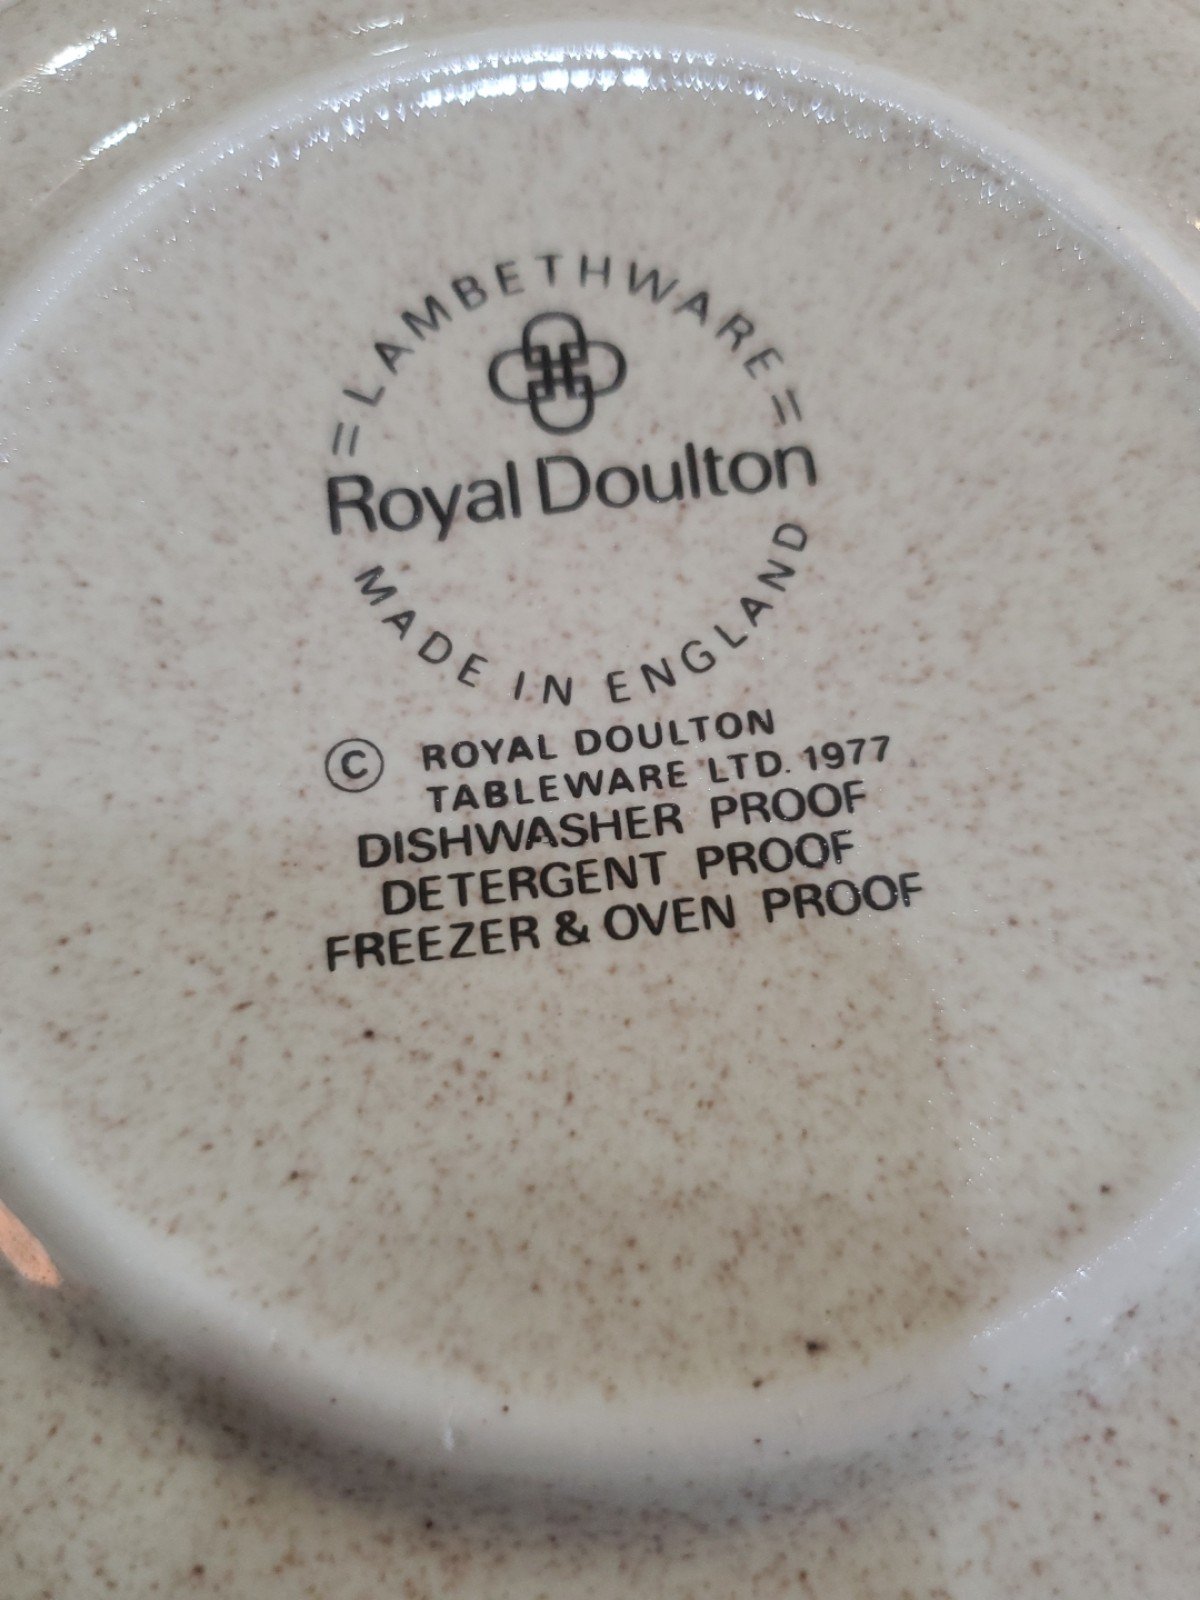 =LAMBETHWARE=
Royal Doulton
MADE IN ENGLAND
© ROYAL DOULTON
TABLEWARE LTD. 1977
DISHWASHER PROOF
DETERGENT PROOF
FREEZER & OVEN PROOF